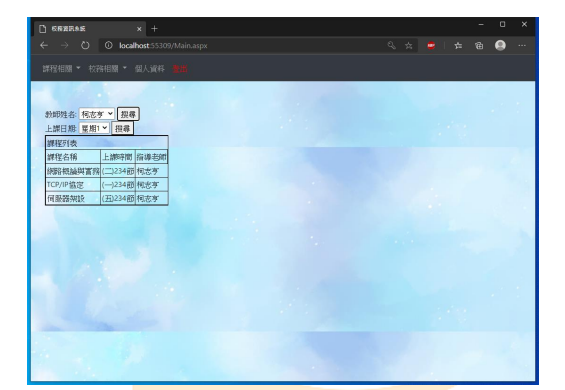 校務資訊系統
localhost:55309/Main.aspx
課程相關 校務相關 個人資料 登出
教師姓名: 柯志亨 搜尋
上課日期: 星期1 搜尋
課程列表
課程名稱 上課時間 指導老師
網路概論與實務 (二)234節 柯志亨
TCP/IP協定 (一)234節 柯志亨
伺服器架設 (五)234節 柯志亨